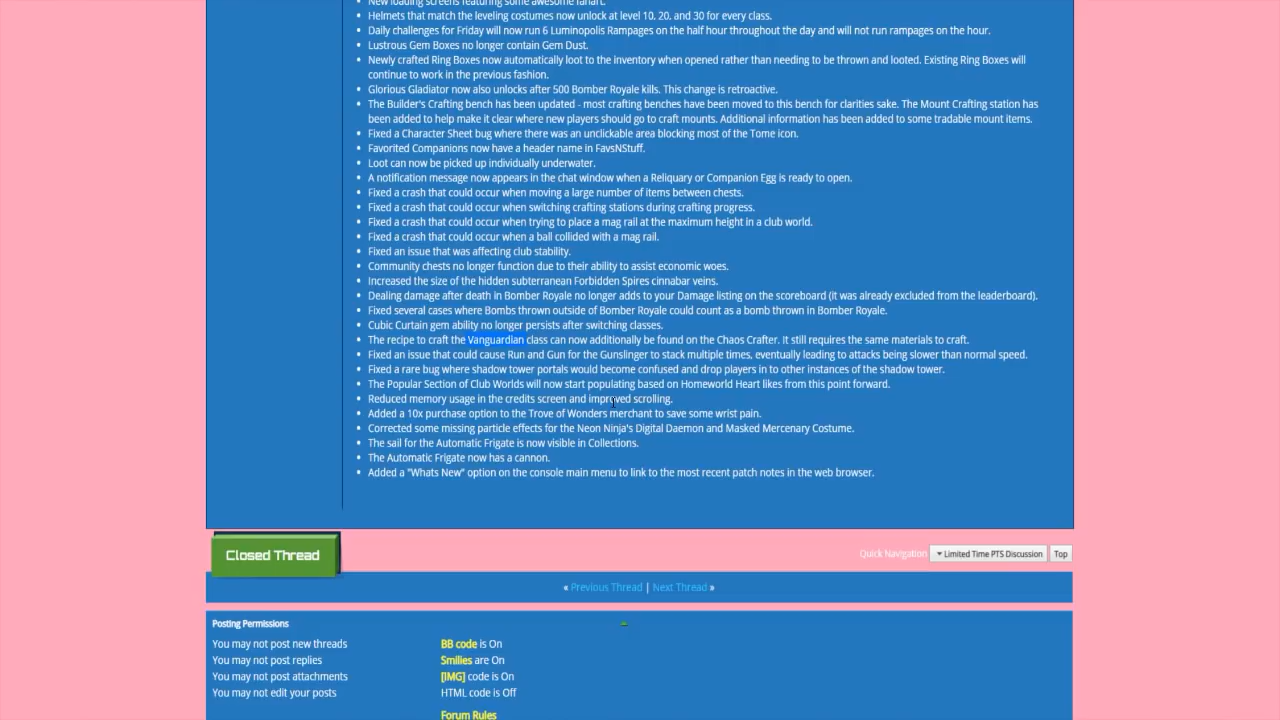 New loading screens featuring some awesome fanart.
• Helmets that match the leveling costumes now unlock at level 10, 20, and 30 for every class.
• Daily challenges for Friday will now run 6 Luminopolis Rampages on the half hour throughout the day and will not run rampages on the hour.
• Lustrous Gem Boxes no longer contain Gem Dust.
• Newly crafted Ring Boxes now automatically loot to the inventory when opened rather than needing to be thrown and looted. Existing Ring Boxes will
continue to work in the previous fashion.
• Glorious Gladiator now also unlocks after 500 Bomber Royale kills. This change is retroactive.
• The Builder's Crafting bench has been updated - most crafting benches have been moved to this bench for clarities sake. The Mount Crafting station has
been added to help make it clear where new players should go to craft mounts. Additional information has been added to some tradable mount items.
• Fixed a Character Sheet bug where there was an unclickable area blocking most of the Tome icon.
• Favorited Companions now have a header name in FavsNStuff.
• Loot can now be picked up individually underwater.
• A notification message now appears in the chat window when a Reliquary or Companion Egg is ready to open.
• Fixed a crash that could occur when moving a large number of items between chests.
• Fixed a crash that could occur when switching crafting stations during crafting progress.
• Fixed a crash that could occur when trying to place a mag rail at the maximum height in a club world.
• Fixed a crash that could occur when a ball collided with a mag rail.
• Fixed an issue that was affecting club stability.
• Community chests no longer function due to their ability to assist economic woes.
• Increased the size of the hidden subterranean Forbidden Spires cinnabar veins.
• Dealing damage after death in Bomber Royale no longer adds to your Damage listing on the scoreboard (it was already excluded from the leaderboard).
• Fixed several cases where Bombs thrown outside of Bomber Royale could count as a bomb thrown in Bomber Royale.
• Cubic Curtain gem ability no longer persists after switching classes.
• The recipe to craft the Vanguardian class can now additionally be found on the Chaos Crafter. It still requires the same materials to craft.
• Fixed an issue that could cause Run and Gun for the Gunslinger to stack multiple times, eventually leading to attacks being slower than normal speed.
• Fixed a rare bug where shadow tower portals would become confused and drop players in to other instances of the shadow tower.
• The Popular Section of Club Worlds will now start populating based on Homeworld Heart likes from this point forward.
• Reduced memory usage in the credits screen and improved scrolling.
• Added a 10x purchase option to the Trove of Wonders merchant to save some wrist pain.
• Corrected some missing particle effects for the Neon Ninja's Digital Daemon and Masked Mercenary Costume.
• The sail for the Automatic Frigate is now visible in Collections.
• The Automatic Frigate now has a cannon.
• Added a "Whats New" option on the console main menu to link to the most recent patch notes in the web browser.
Closed Thread
Quick Navigation Limited Time PTS Discussion Top
« Previous Thread | Next Thread »
Posting Permissions
You may not post new threads
You may not post replies
You may not post attachments
You may not edit your posts
BB code is On
Smilies are On
[IMG] code is On
HTML code is Off
Forum Rules